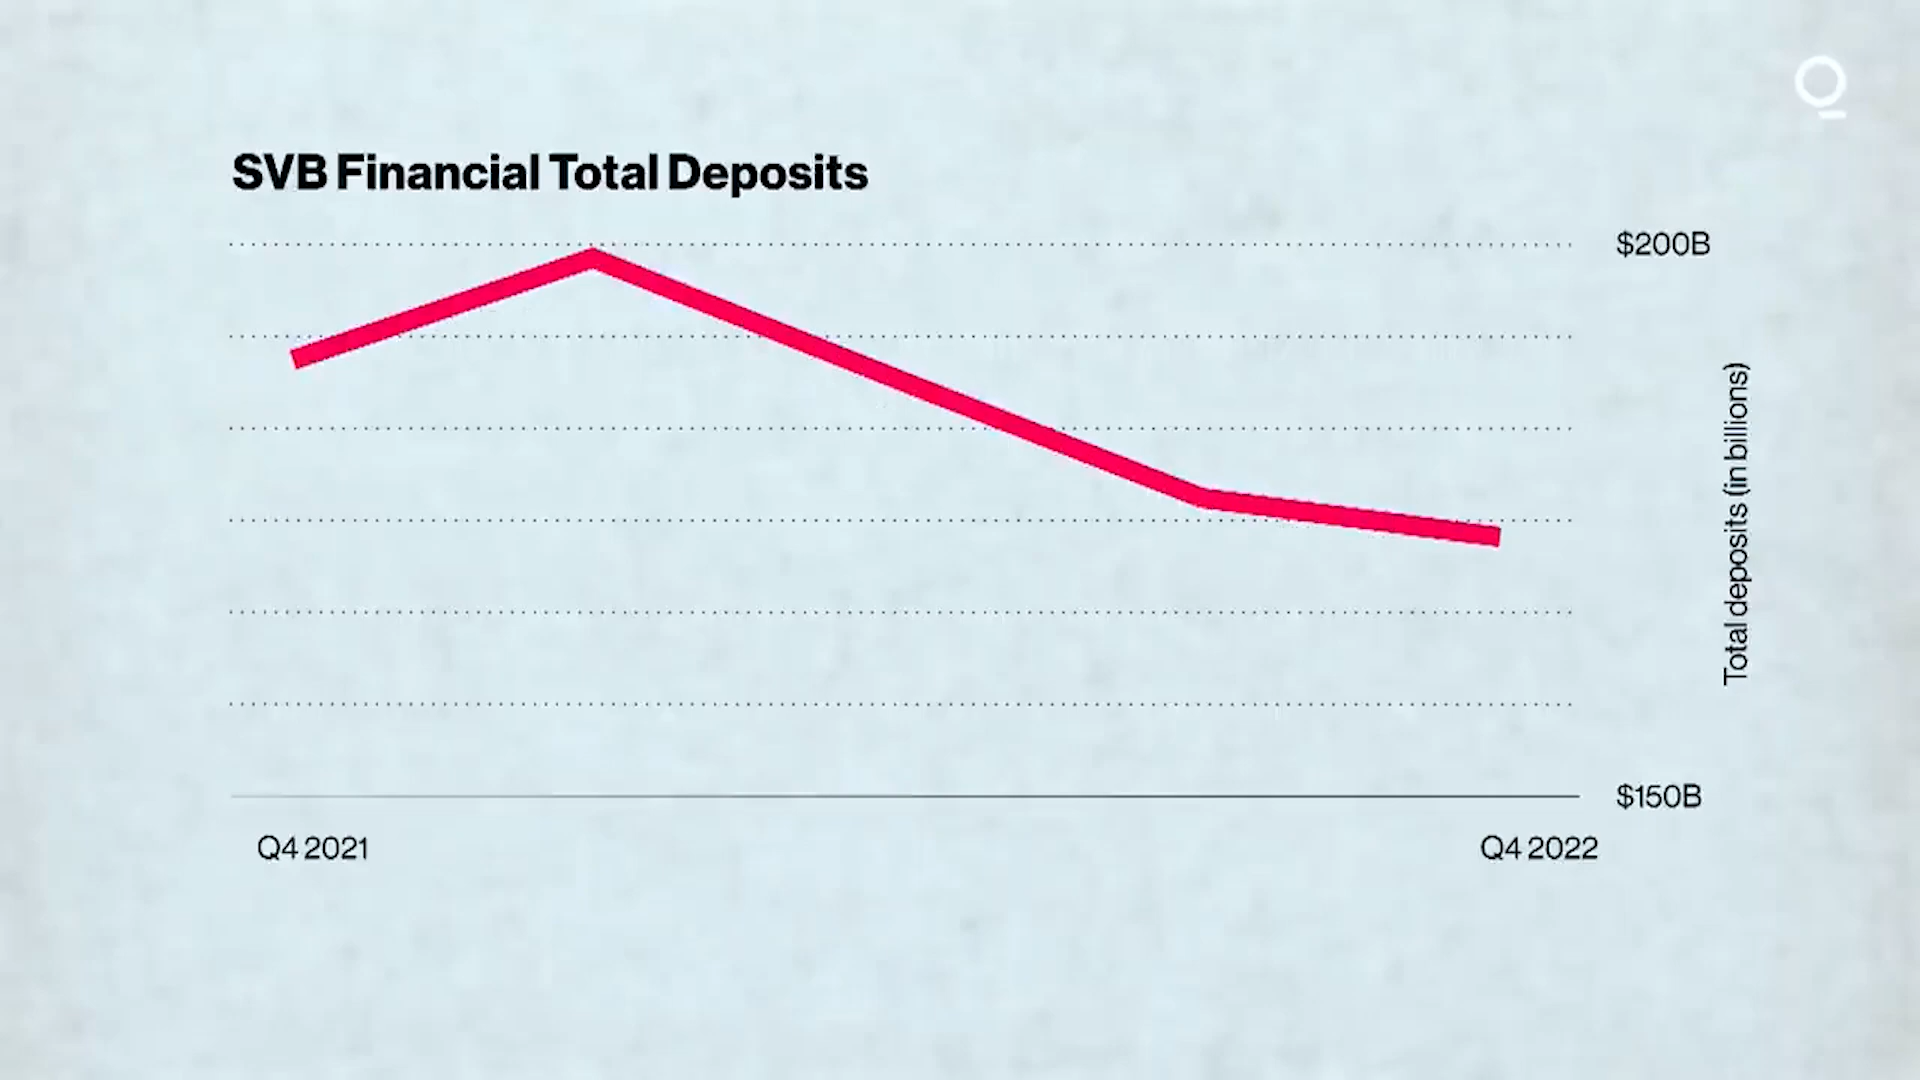 SVB Financial Total Deposits
$200B
Total deposits (in billions)
$150B
Q4 2021
Q4 2022